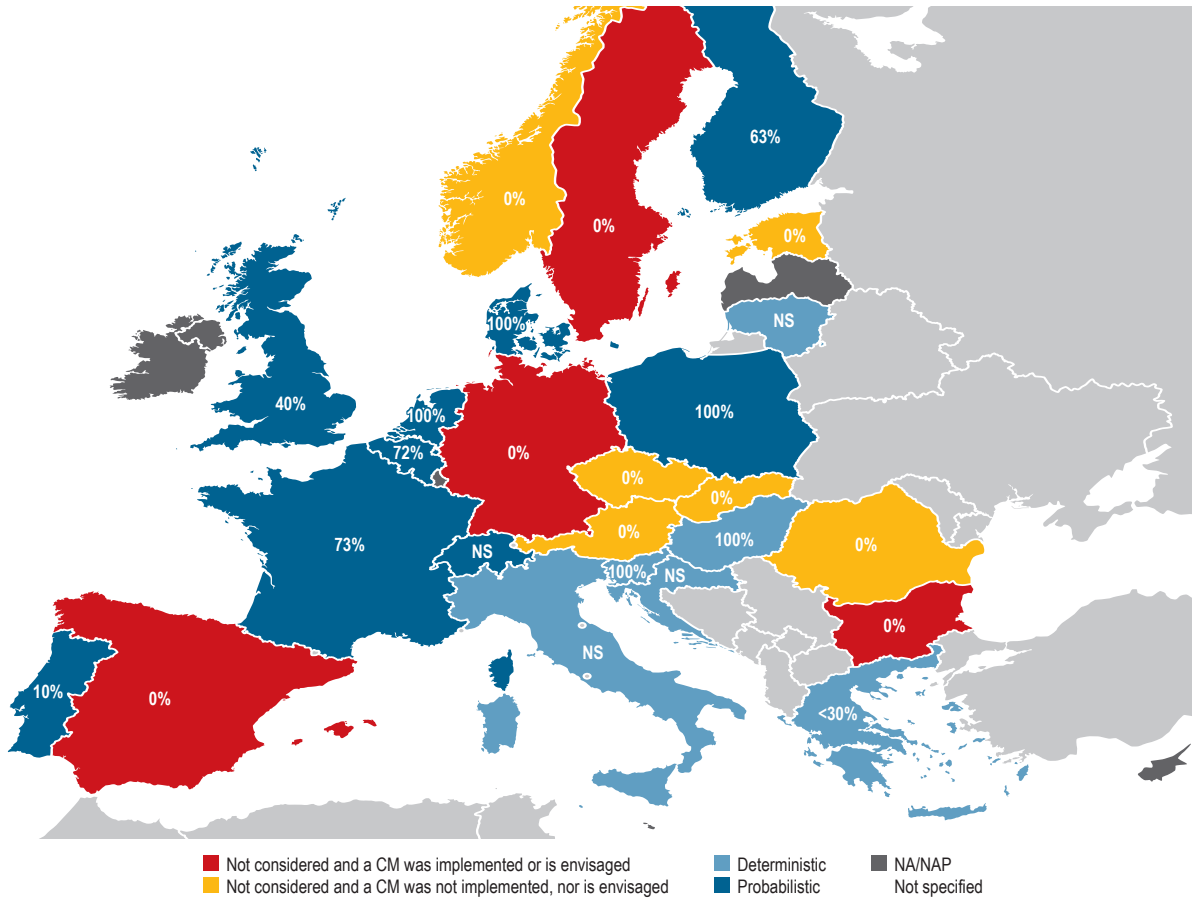 63%
0%
0%
0%
NS
100%
40%
100%
100%
72%
0%
0%
0%
0%
100%
0%
73%
NS
100%
NS
0%
NS
10%
0%
<30%
Not considered and a CM was implemented or is envisaged
Not considered and a CM was not implemented, nor is envisaged
Deterministic
Probabilistic
NA/NAP
Not specified